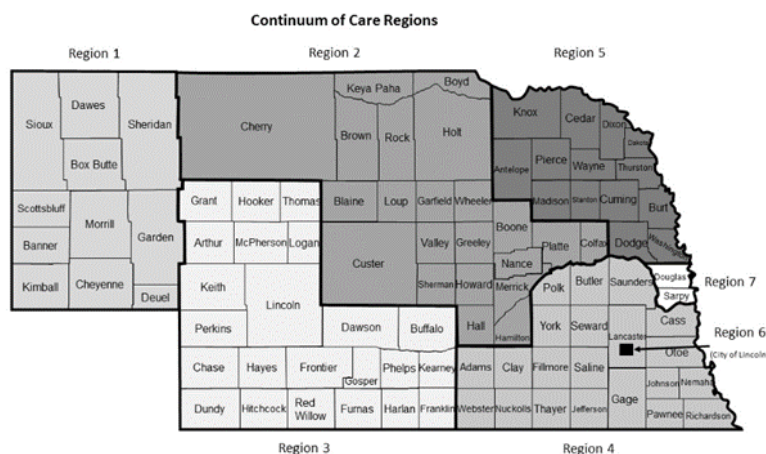 Continuum of Care Regions
Region 1
Region 2
Region 5
Sioux
Dawes
Sheridan
Box Butte
Scottsbluff
Morrill
Garden
Banner
Kimball
Cheyenne
Deuel
Cherry
Keya Paha
Boyd
Brown
Rock
Holt
Grant
Hooker
Thomas
Blaine
Loup
Garfield
Wheeler
Arthur
McPherson
Logan
Custer
Valley
Greeley
Sherman
Howard
Hall
Boone
Nance
Merrick
Hamilton
Platte
Colfax
Knox
Cedar
Dixon
Dakota
Antelope
Pierce
Wayne
Thurston
Madison
Stanton
Cuming
Burt
Dodge
Washington
Keith
Lincoln
Perkins
Dawson
Buffalo
Chase
Hayes
Frontier
Gosper
Phelps
Kearney
Dundy
Hitchcock
Red
Willow
Furnas
Harlan
Franklin
Polk
Butler
Saunders
Douglas
Sarpy
Region 7
York
Seward
Lancaster
Cass
Otoe
Region 6
(City of Lincoln
Adams
Clay
Fillmore
Saline
Webster
Nuckolls
Thayer
Jefferson
Gage
Johnson
Nemaha
Pawnee
Richardson
Region 3
Region 4